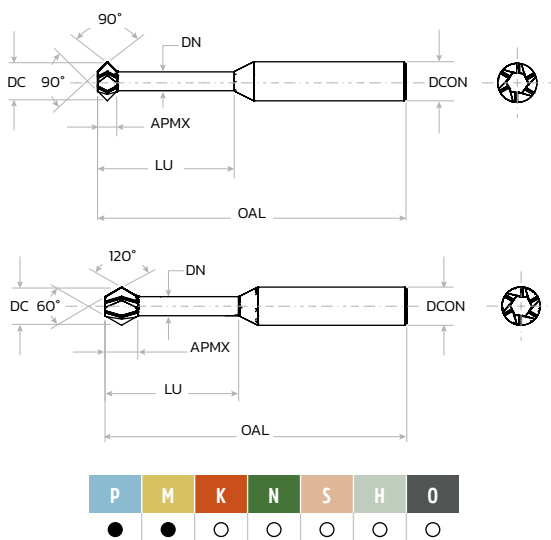 90°
DN
DC
90°
DCON
APMX
LU
OAL
120°
DN
DC 60°
DCON
APMX
LU
OAL
P M K N S H O